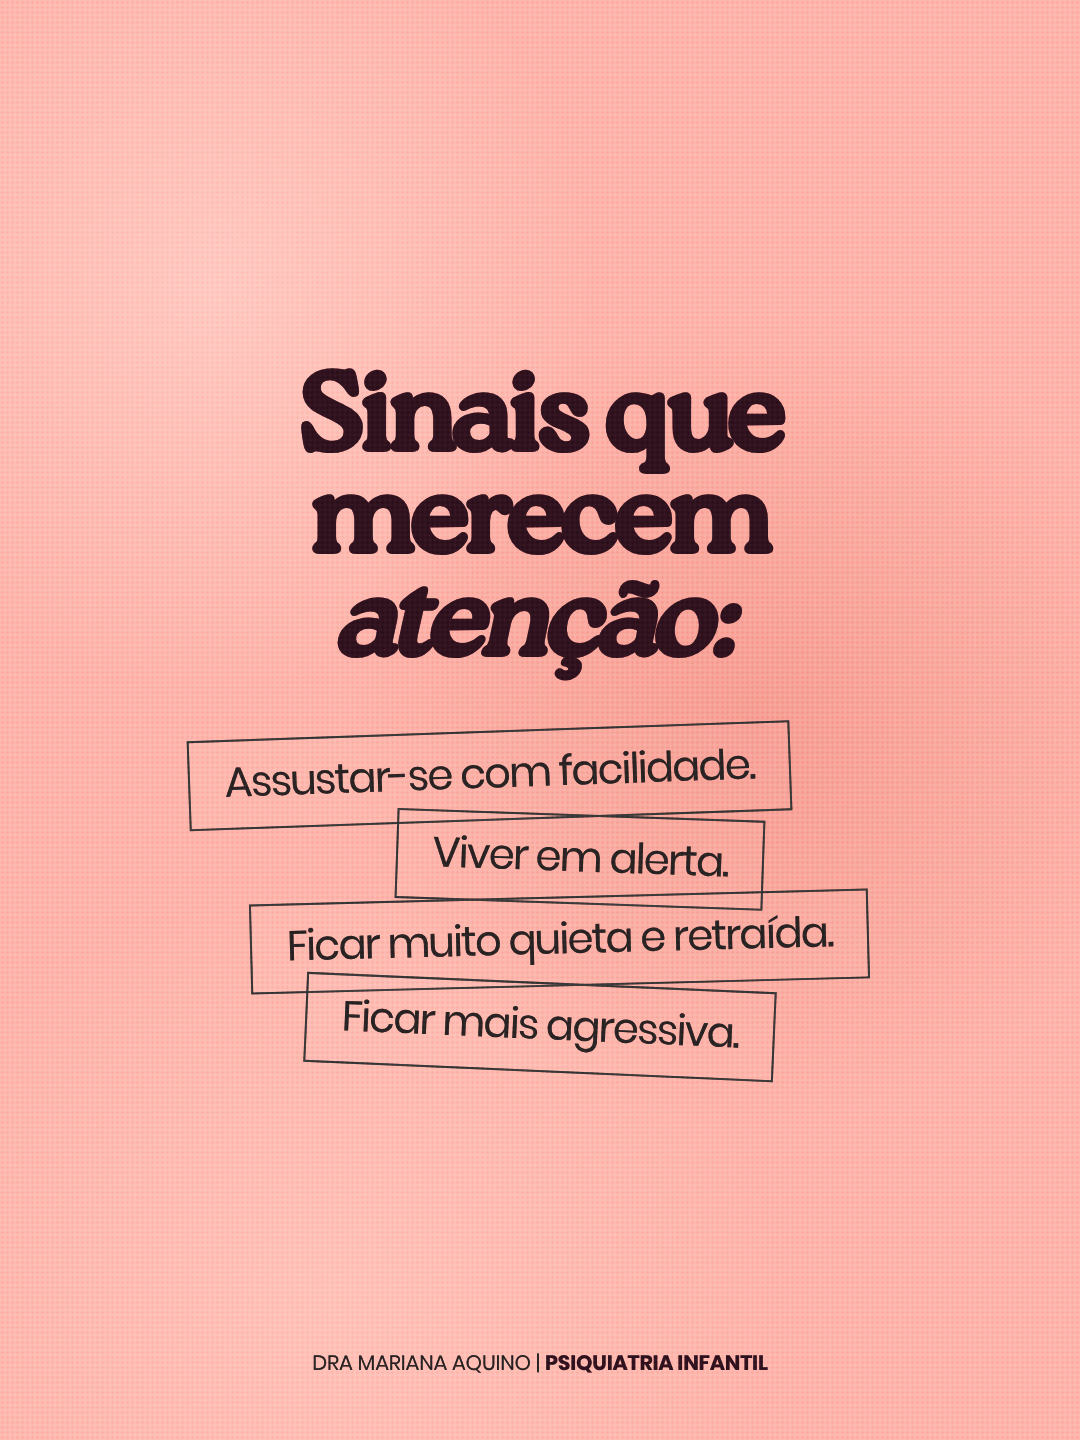 Sinais que
merecem
atenção:
Assustar-se com facilidade.
Viver em alerta.
Ficar muito quieta e retraída.
Ficar mais agressiva.
DRA MARIANA AQUINO | PSIQUIATRIA INFANTIL